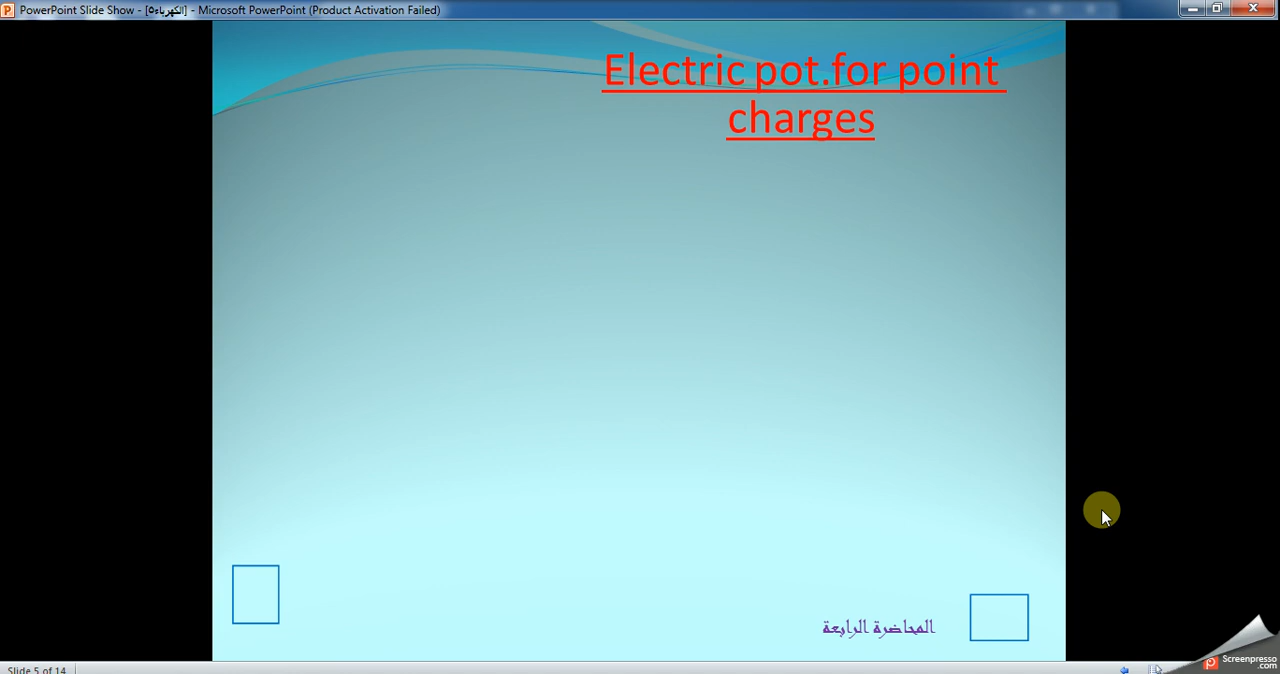 PowerPoint Slide Show - [الكهرباء٥] - Microsoft PowerPoint (Product Activation Failed)
Electric pot.for point
charges
المحاضرة الرابعة
Slide 5 of 14
Screenpresso
.com